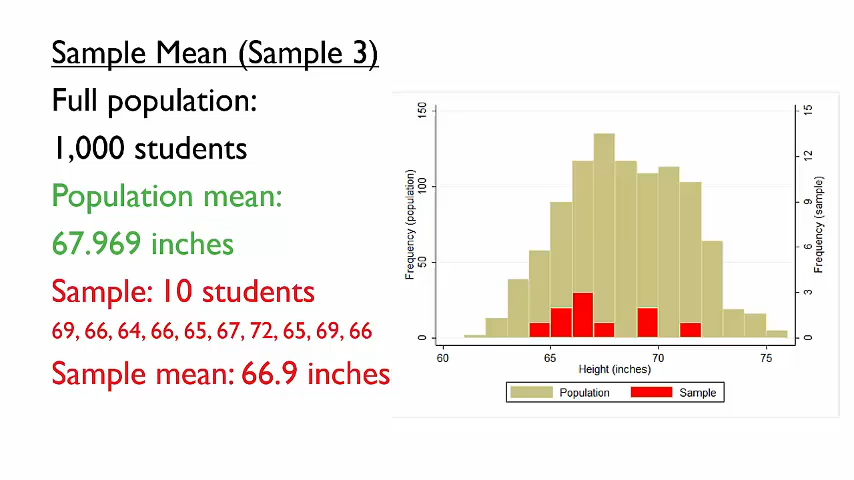 Sample Mean (Sample 3)
Full population:
1,000 students
Population mean:
67.969 inches
Sample: 10 students
69, 66, 64, 66, 65, 67, 72, 65, 69, 66
Sample mean: 66.9 inches
Frequency (population)
150
100
50
0
15
12
9
6
3
0
Frequency (sample)
60 65 70 75
Height (inches)
Population Sample